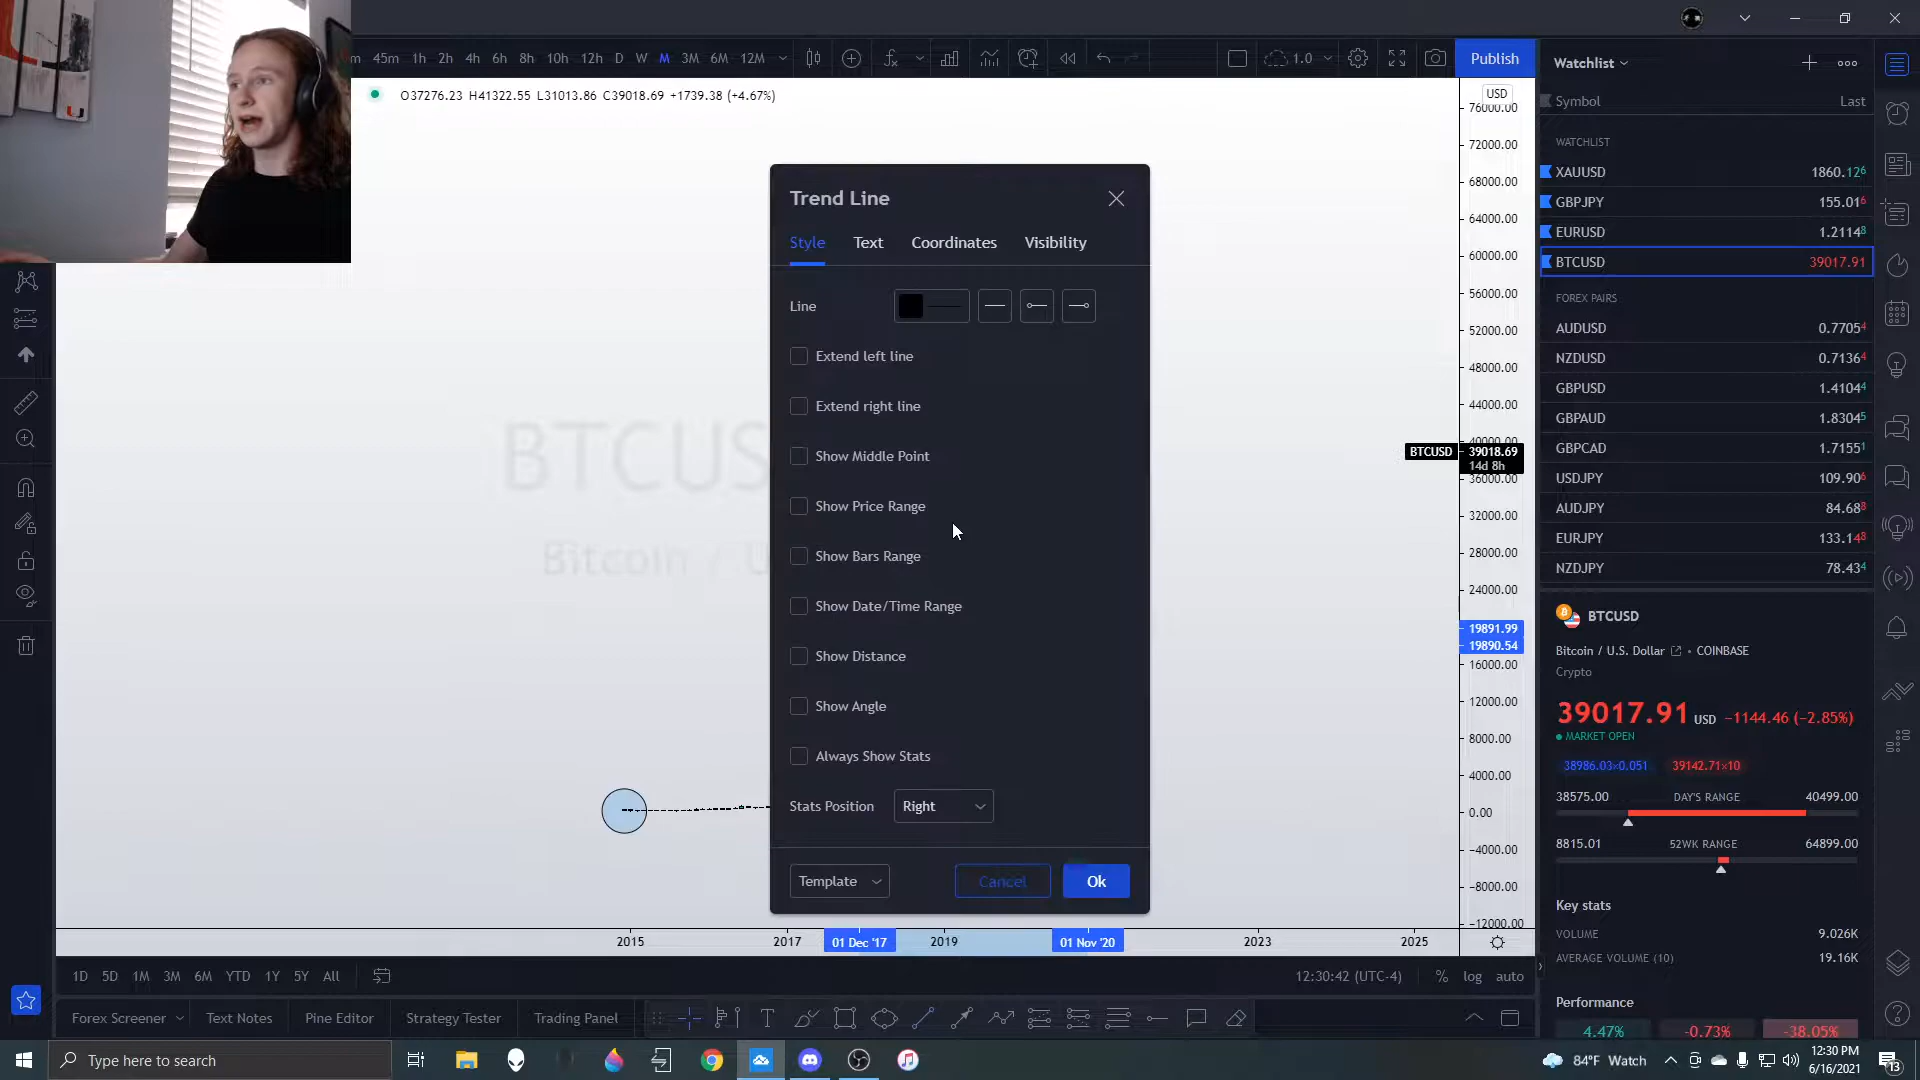 m 45m 1h 2h 4h 6h 8h 10h 12h D W M 3M 6M 12M
1.0
Publish
Watchlist
O37276.23 H41322.55 L31013.86 C39018.69 +1739.38 (+4.67%)
USD
Symbol Last
WATCHLIST
XAUUSD 1860.126
GBPJPY 155.016
EURUSD 1.21148
BTCUSD 39017.91
FOREX PAIRS
AUDUSD 0.77054
NZDUSD 0.71364
GBPUSD 1.41044
GBPAUD 1.83045
GBPCAD 1.71551
USDJPY 109.906
AUDJPY 84.688
EURJPY 133.148
NZDJPY 78.434
76000.00
72000.00
68000.00
64000.00
60000.00
56000.00
52000.00
48000.00
44000.00
40000.00
BTCUSD 39018.69
14d 8h
36000.00
32000.00
28000.00
24000.00
19891.99
19890.54
16000.00
12000.00
8000.00
4000.00
0.00
-4000.00
-8000.00
-12000.00
BTCUS
Bitcoin / U
Trend Line
Style Text Coordinates Visibility
Line
Extend left line
Extend right line
Show Middle Point
Show Price Range
Show Bars Range
Show Date/Time Range
Show Distance
Show Angle
Always Show Stats
Stats Position Right
Template Cancel Ok
BTCUSD
Bitcoin / U.S. Dollar • COINBASE
Crypto
39017.91 USD −1144.46 (−2.85%)
MARKET OPEN
38986.03×0.051 39142.71×10
38575.00 DAY'S RANGE 40499.00
8815.01 52WK RANGE 64899.00
Key stats
VOLUME 9.026K
AVERAGE VOLUME (10) 19.16K
Performance
4.47% -0.73% -38.05%
2015 2017 01 Dec '17 2019 01 Nov '20 2023 2025
1D 5D 1M 3M 6M YTD 1Y 5Y All
12:30:42 (UTC-4) % log auto
Forex Screener Text Notes Pine Editor Strategy Tester Trading Panel
Type here to search
84°F Watch
12:30 PM
6/16/2021
13